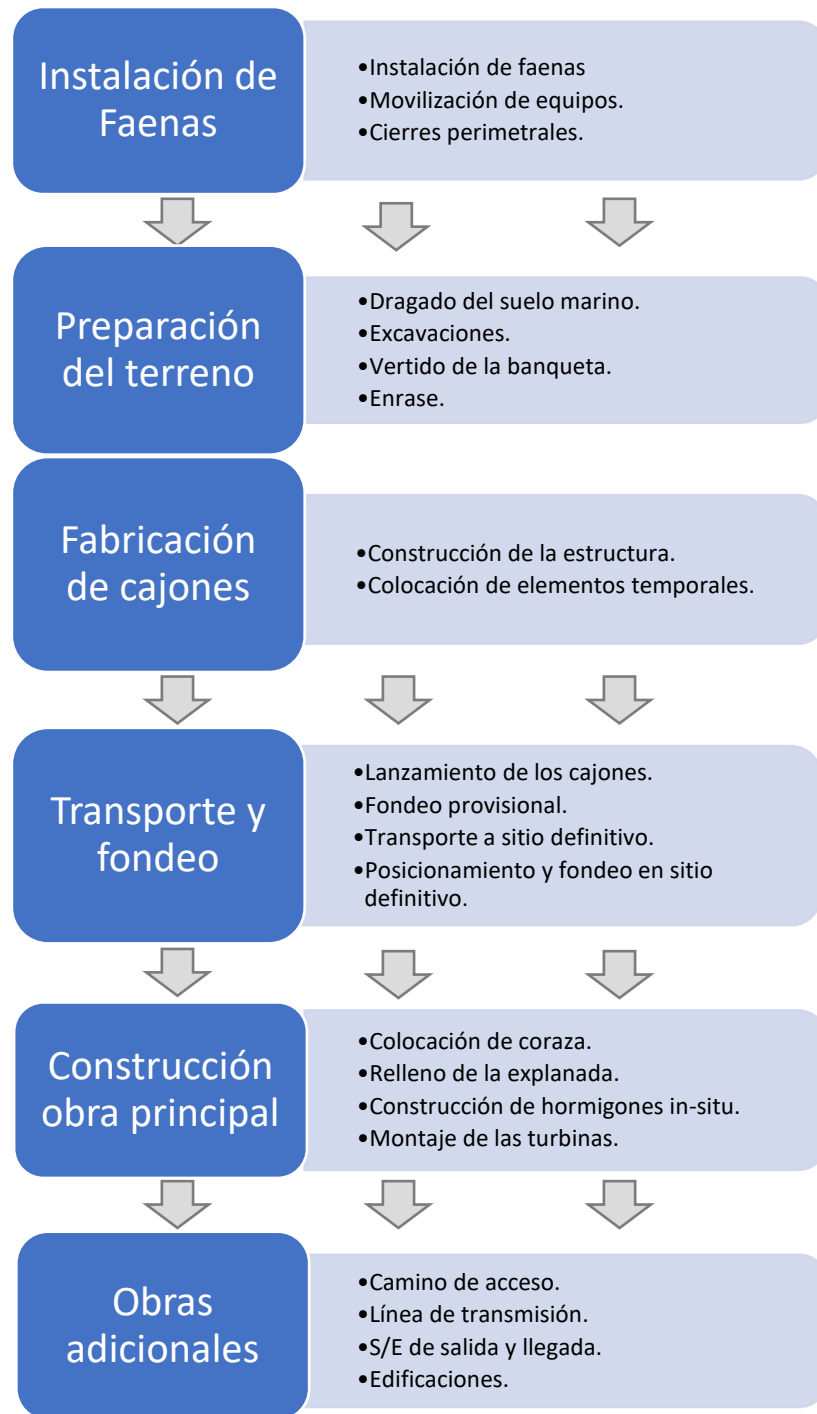 Instalación de
Faenas
•Instalación de faenas
•Movilización de equipos.
•Cierres perimetrales.
Preparación
del terreno
•Dragado del suelo marino.
•Excavaciones.
•Vertido de la banqueta.
•Enrase.
Fabricación
de cajones
•Construcción de la estructura.
•Colocación de elementos temporales.
Transporte y
fondeo
•Lanzamiento de los cajones.
•Fondeo provisional.
•Transporte a sitio definitivo.
•Posicionamiento y fondeo en sitio
definitivo.
Construcción
obra principal
•Colocación de coraza.
•Relleno de la explanada.
•Construcción de hormigones in-situ.
•Montaje de las turbinas.
Obras
adicionales
•Camino de acceso.
•Línea de transmisión.
•S/E de salida y llegada.
•Edificaciones.